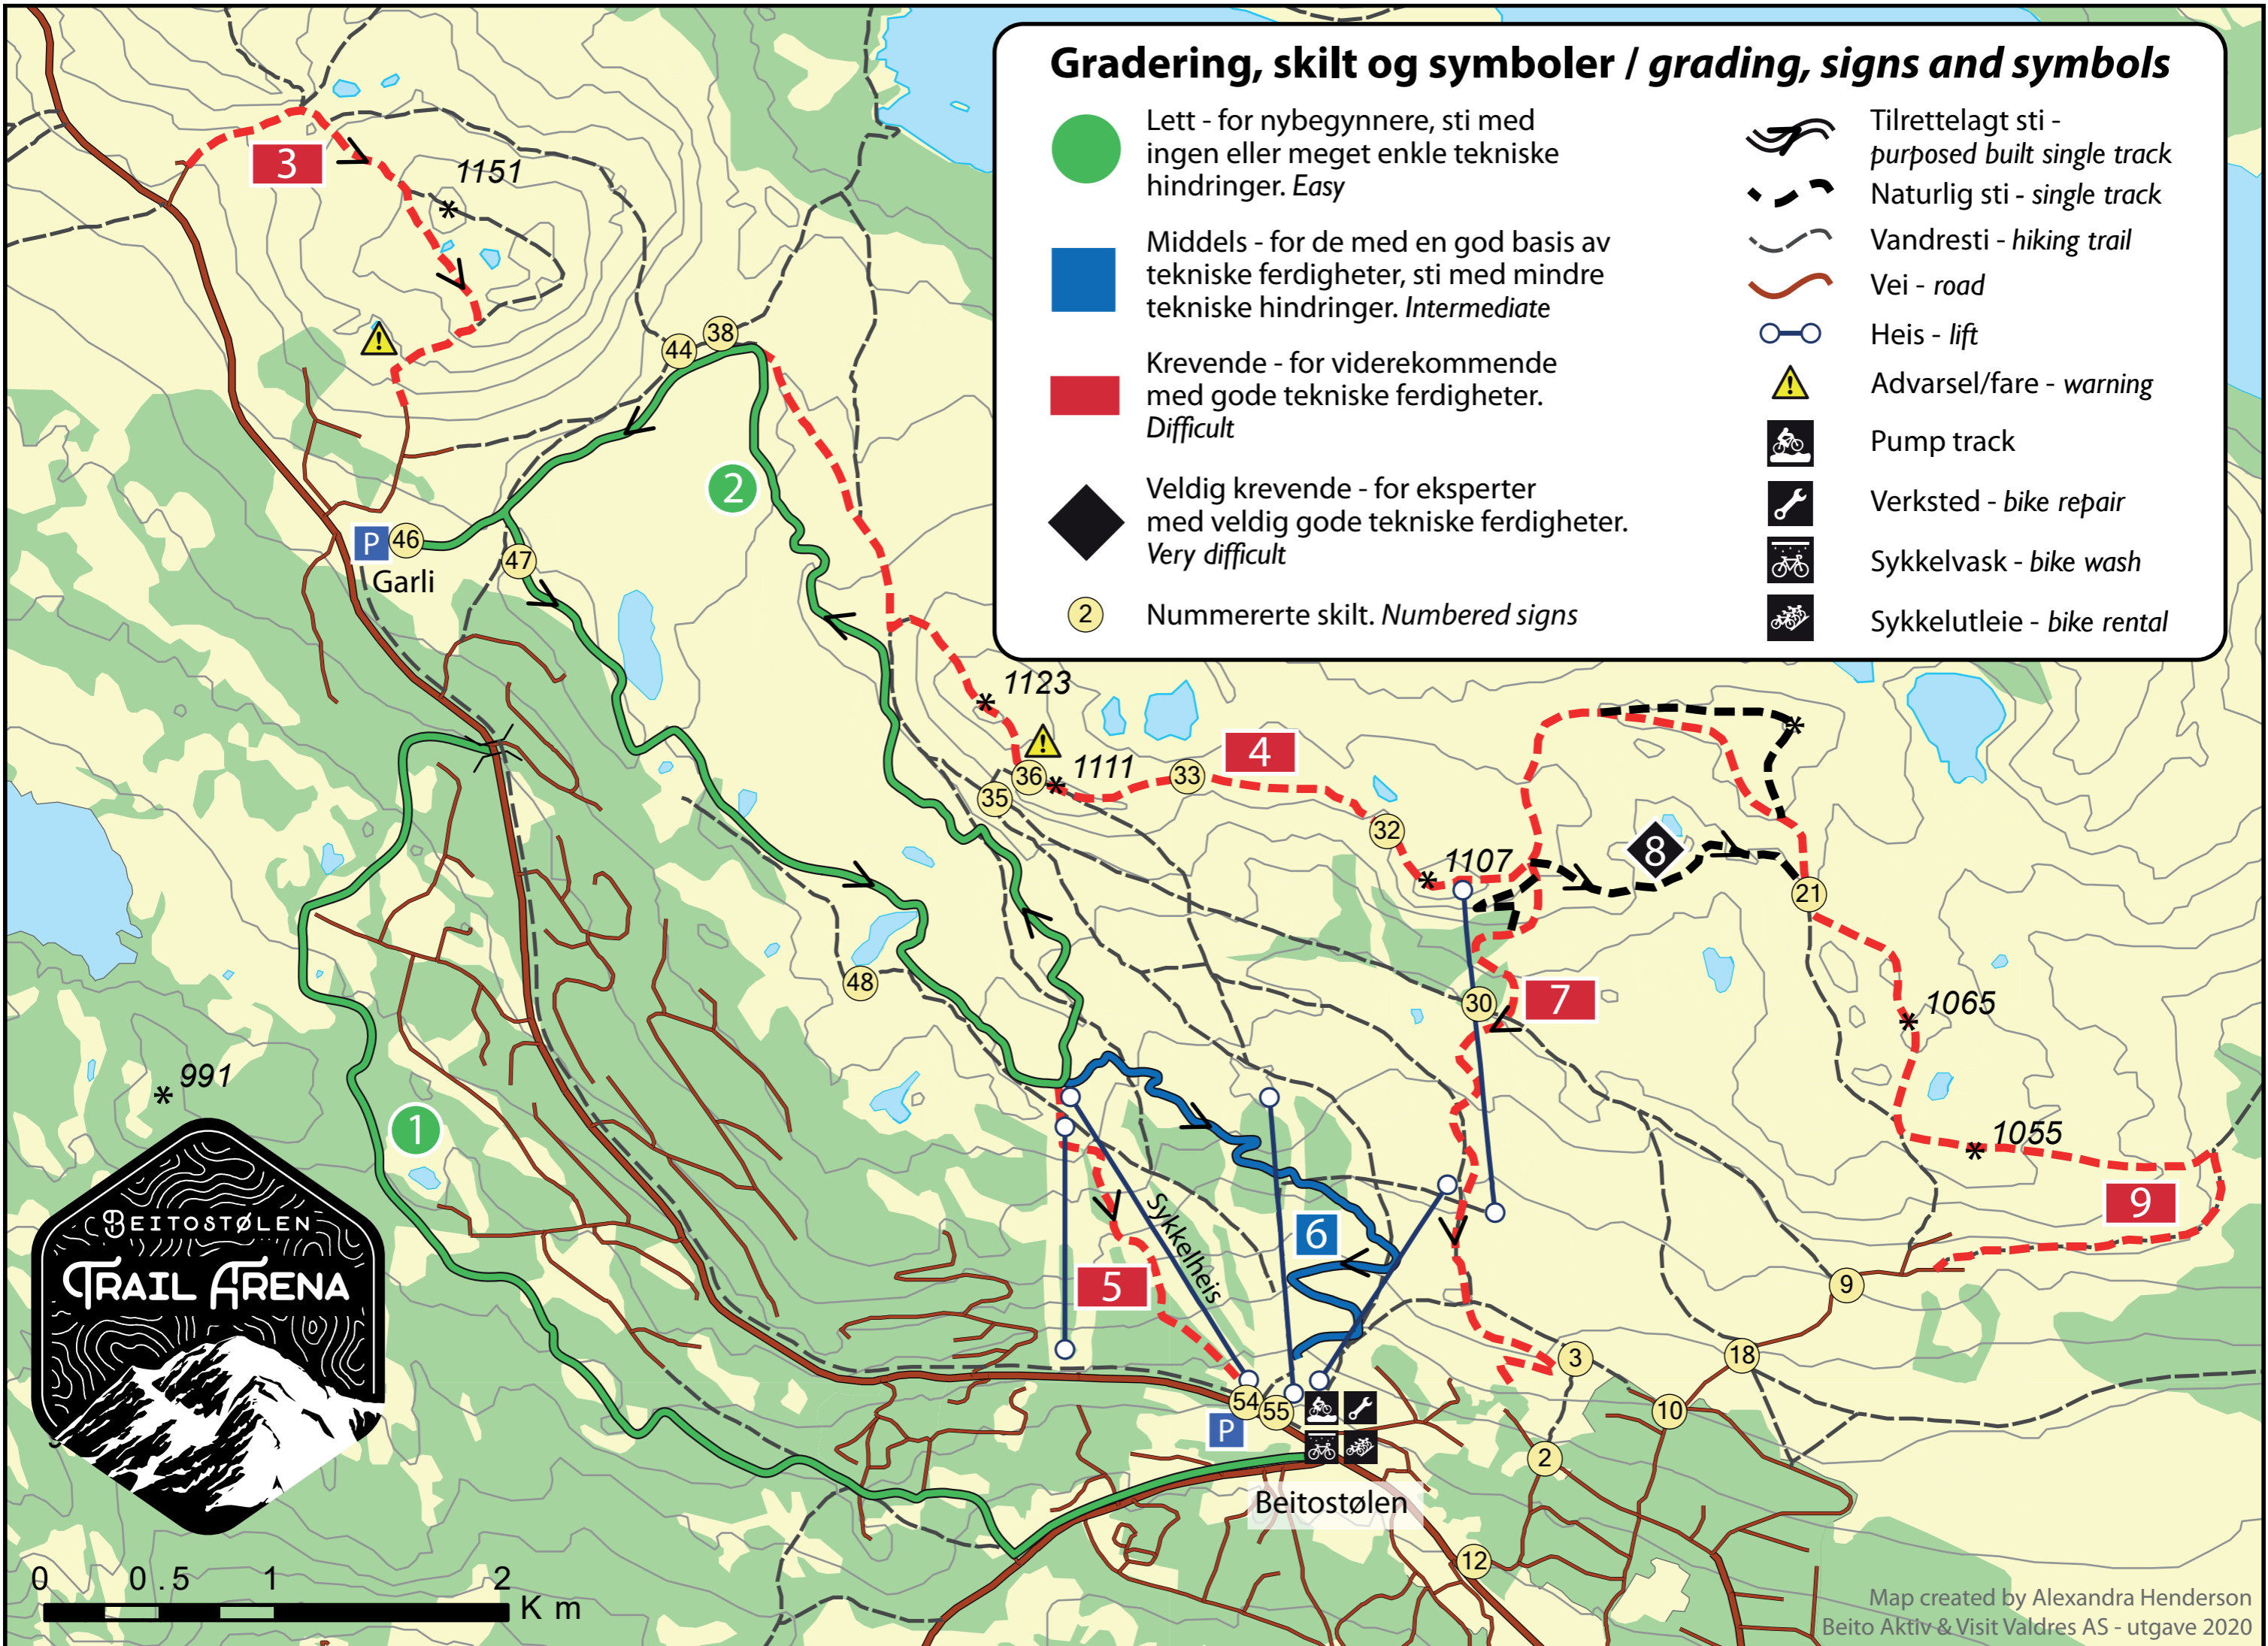 Gradering, skilt og symboler / grading, signs and symbols
Lett - for nybegynnere, sti med
ingen eller meget enkle tekniske
hindringer. Easy
Middels - for de med en god basis av
tekniske ferdigheter, sti med mindre
tekniske hindringer. Intermediate
Krevende - for viderekommende
med gode tekniske ferdigheter.
Difficult
Veldig krevende - for eksperter
med veldig gode tekniske ferdigheter.
Very difficult
2 Nummererte skilt. Numbered signs
Tilrettelagt sti -
purposed built single track
Naturlig sti - single track
Vandresti - hiking trail
Vei - road
Heis - lift
Advarsel/fare - warning
Pump track
Verksted - bike repair
Sykkelvask - bike wash
Sykkelutleie - bike rental
3
1151
38
44
2
P 46
Garli
47
1123
36
1111
35
33
4
32
1107
8
21
48
30
7
1065
991
1
1055
9
Sykkelheis
6
5
9
3
18
54
55
P
10
2
Beitostølen
12
BEITOSTØLEN
TRAIL ARENA
0 0.5 1 2
Km
Map created by Alexandra Henderson
Beito Aktiv & Visit Valdres AS - utgave 2020